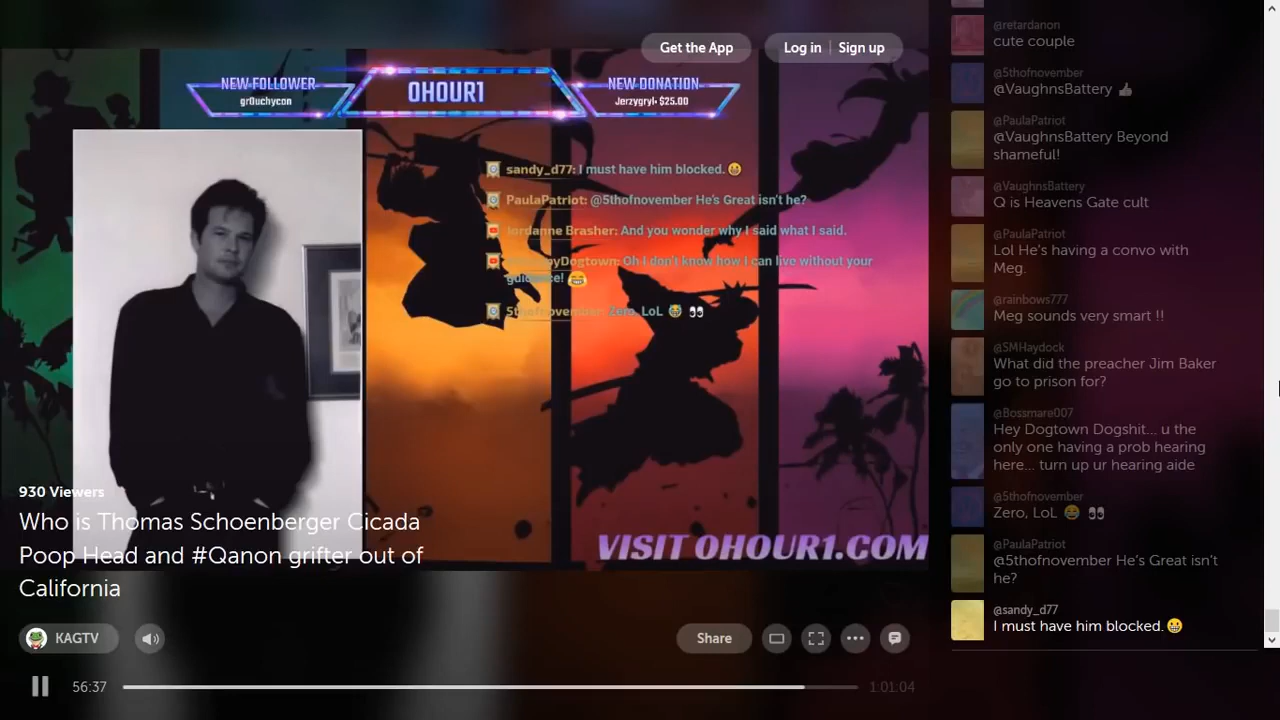 Get the App
Log in | Sign up
NEW FOLLOWER
gr0uchycon
0HOUR1
NEW DONATION
Jerzygryl• $25.00
sandy_d77: I must have him blocked. 😀
PaulaPatriot: @5thofnovember He's Great isn't he?
Jordanne Brasher: And you wonder why I said what I said.
Dogtown: Oh I don't know how I can live without your
guidance! 😁
5thofnovember: Zero, LoL 😂 👀
VISIT 0HOUR1.COM
930 Viewers
Who is Thomas Schoenberger Cicada
Poop Head and #Qanon grifter out of
California
KAGTV
Share
56:37
1:01:04
@retardanon
cute couple
@5thofnovember
@VaughnsBattery 👍
@PaulaPatriot
@VaughnsBattery Beyond
shameful!
@VaughnsBattery
Q is Heavens Gate cult
@PaulaPatriot
Lol He's having a convo with
Meg.
@rainbows777
Meg sounds very smart !!
@SMHaydock
What did the preacher Jim Baker
go to prison for?
@Bossmare007
Hey Dogtown Dogshit... u the
only one having a prob hearing
here... turn up ur hearing aide
@5thofnovember
Zero, LoL 😂 👀
@PaulaPatriot
@5thofnovember He's Great isn't
he?
@sandy_d77
I must have him blocked. 😀